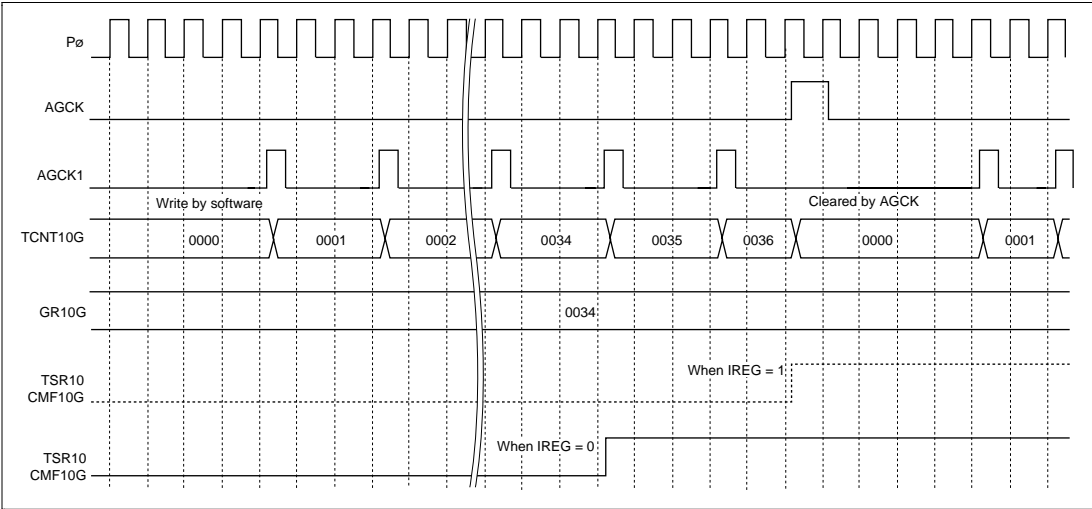 Pø
AGCK
AGCK1
Write by software
Cleared by AGCK
TCNT10G
0000
0001
0002
0034
0035
0036
0000
0001
GR10G
0034
TSR10
CMF10G
When IREG = 1
TSR10
CMF10G
When IREG = 0